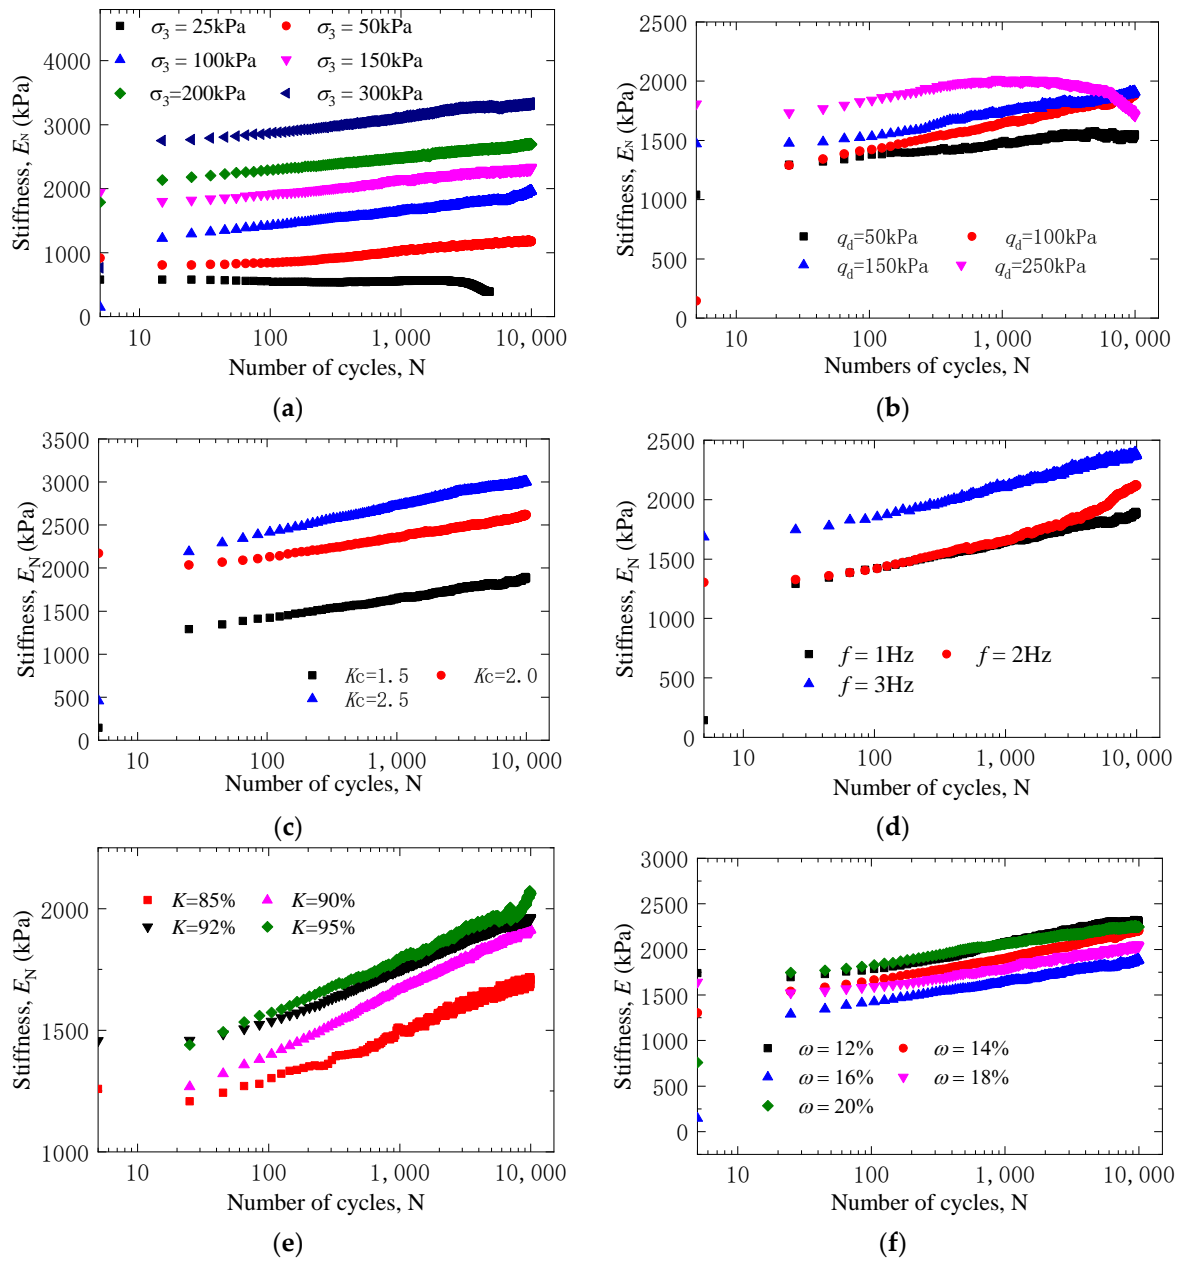 σ3 = 25kPa σ3 = 50kPa
σ3 = 100kPa σ3 = 150kPa
σ3=200kPa σ3 = 300kPa
Stiffness, EN (kPa)
4000
3000
2000
1000
0
10 100 1,000 10,000
Number of cycles, N
(a)
Stiffness, EN (kPa)
2500
2000
1500
1000
500
0
qd=50kPa qd=100kPa
qd=150kPa qd=250kPa
10 100 1,000 10,000
Numbers of cycles, N
(b)
Stiffness, EN (kPa)
3500
3000
2500
2000
1500
1000
500
0
Kc=1.5 Kc=2.0
Kc=2.5
10 100 1,000 10,000
Number of cycles, N
(c)
Stiffness, EN (kPa)
2500
2000
1500
1000
500
0
f = 1Hz f = 2Hz
f = 3Hz
10 100 1,000 10,000
Number of cycles, N
(d)
Stiffness, EN (kPa)
K=85% K=90%
K=92% K=95%
2000
1500
1000
10 100 1,000 10,000
Number of cycles, N
(e)
Stiffness, E (kPa)
3000
2500
2000
1500
1000
500
0
ω = 12% ω = 14%
ω = 16% ω = 18%
ω = 20%
10 100 1,000 10,000
Number of cycles, N
(f)